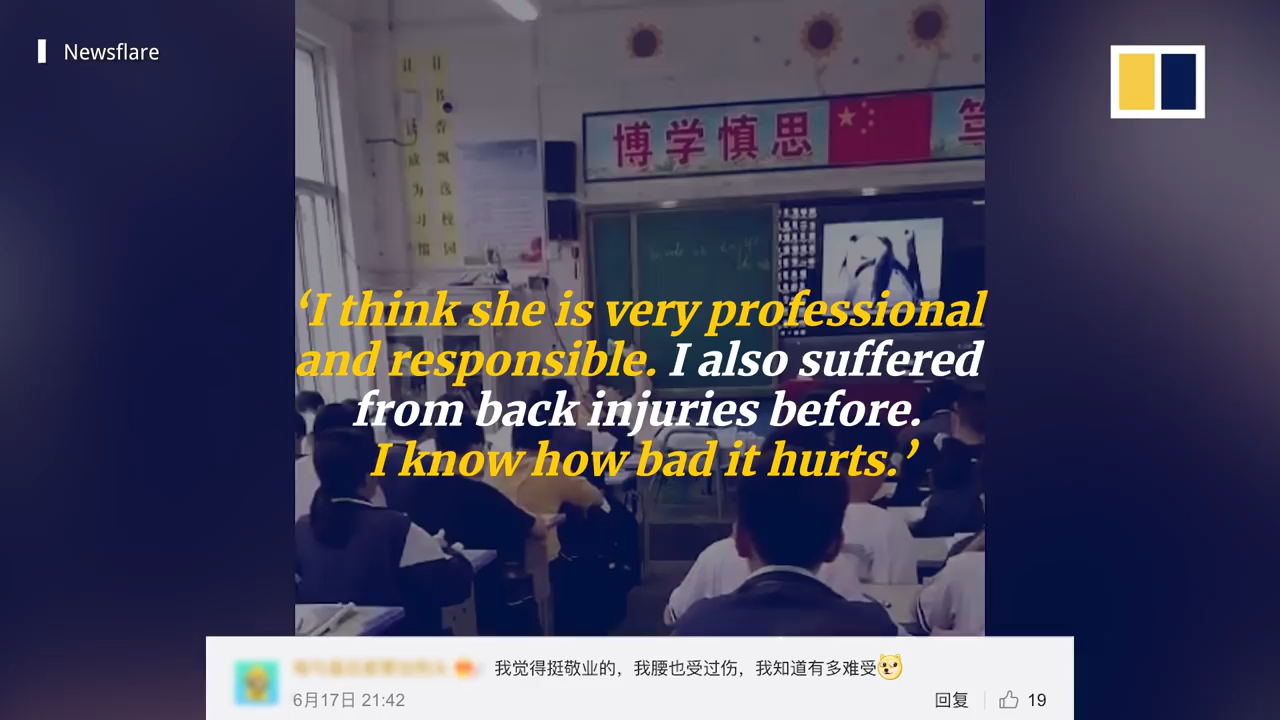 Newsflare
博学慎思
‘I think she is very professional
and responsible. I also suffered
from back injuries before.
I know how bad it hurts.’
我觉得挺敬业的，我腰也受过伤，我知道有多难受
6月17日 21:42
回复
19